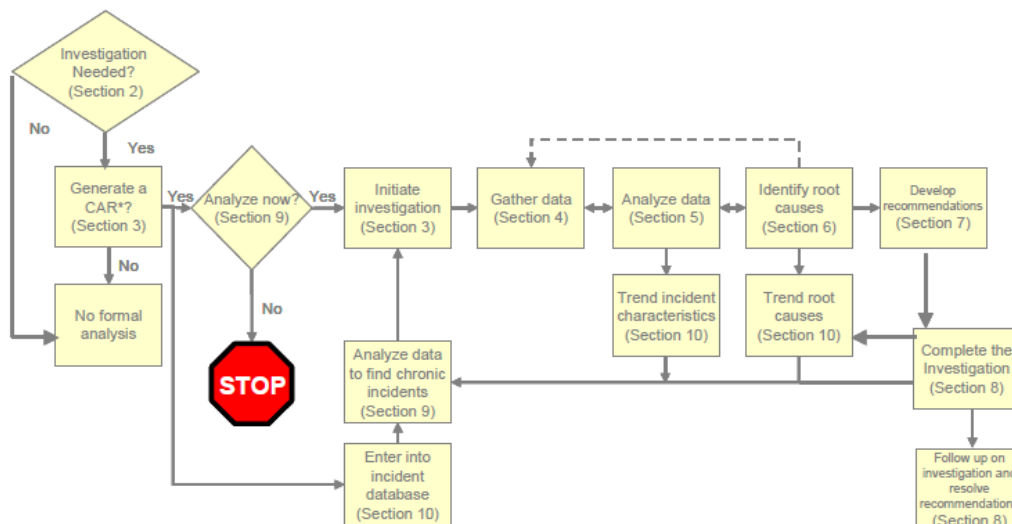 Investigation
Needed?
(Section 2)
No
Yes
Generate a
CAR*?
(Section 3)
Yes
Analyze now?
(Section 9)
Yes
Initiate
investigation
(Section 3)
Gather data
(Section 4)
Analyze data
(Section 5)
Identify root
causes
(Section 6)
Develop
recommendations
(Section 7)
No
No formal
analysis
No
STOP
Trend incident
characteristics
(Section 10)
Trend root
causes
(Section 10)
Analyze data
to find chronic
incidents
(Section 9)
Complete the
Investigation
(Section 8)
Enter into
incident
database
(Section 10)
Follow up on
investigation and
resolve
recommendation
(Section 8)